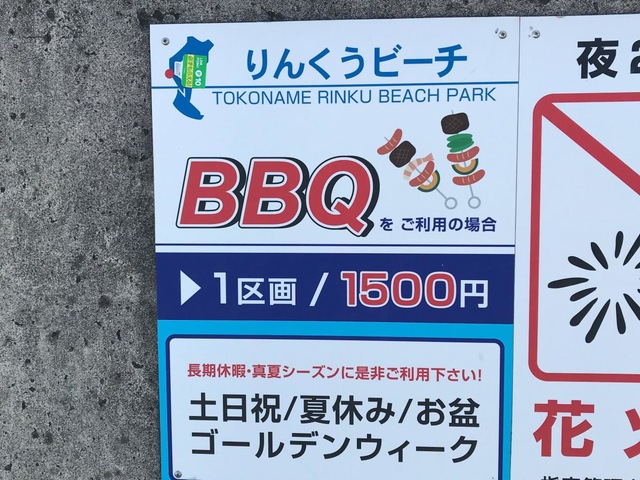 りんくうビーチ
TOKONAME RINKU BEACH PARK
BBQ を ご利用の場合
1区画 / 1500円
長期休暇・真夏シーズンに是非ご利用下さい!
土日祝/夏休み/お盆
ゴールデンウィーク
夜2
花